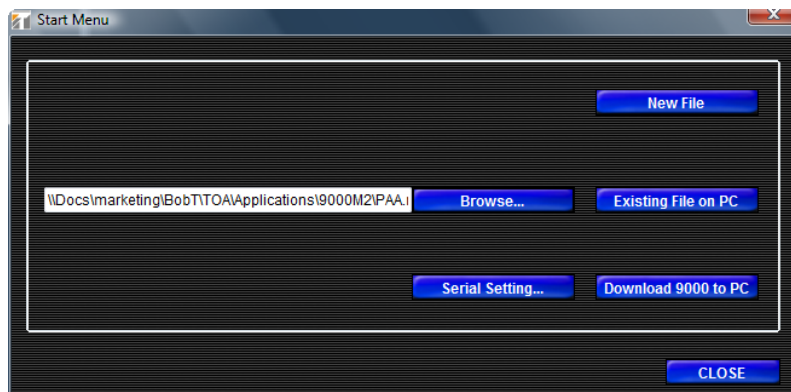 Start Menu
New File
\\Docs\marketing\BobT\TOA\Applications\9000M2\PAA.
Browse...
Existing File on PC
Serial Setting...
Download 9000 to PC
CLOSE